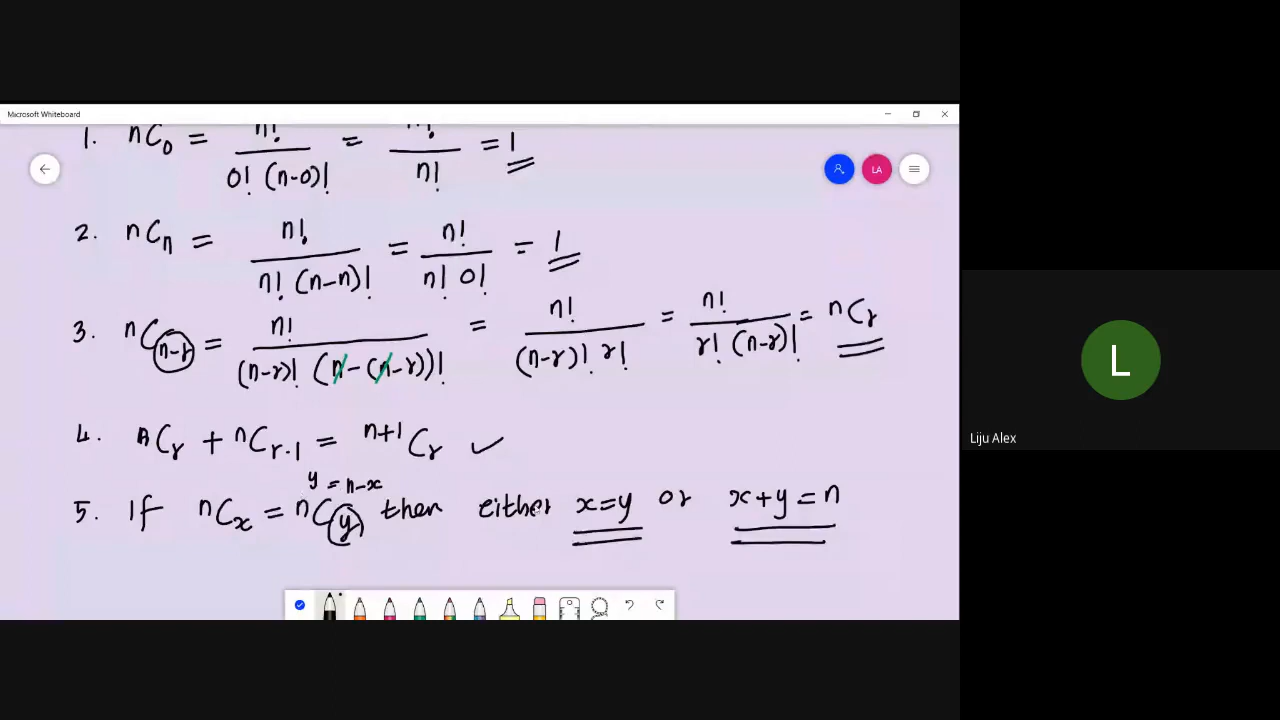 Microsoft Whiteboard
1. nC₀ = n!/(0! (n-0)!) = n!/n! = 1
LA
2. nCₙ = n!/(n! (n-n)!) = n!/(n! 0!) = 1
3. nC₍ₙ₋ᵣ₎ = n!/((n-r)! (n-(n-r))!) = n!/((n-r)! r!) = n!/(r! (n-r)!) = nCᵣ
L
Liju Alex
4. nCᵣ + nCᵣ₋₁ = n+1Cᵣ ✓
y = n-x
5. If nCx = nCy then either x=y or x+y=n